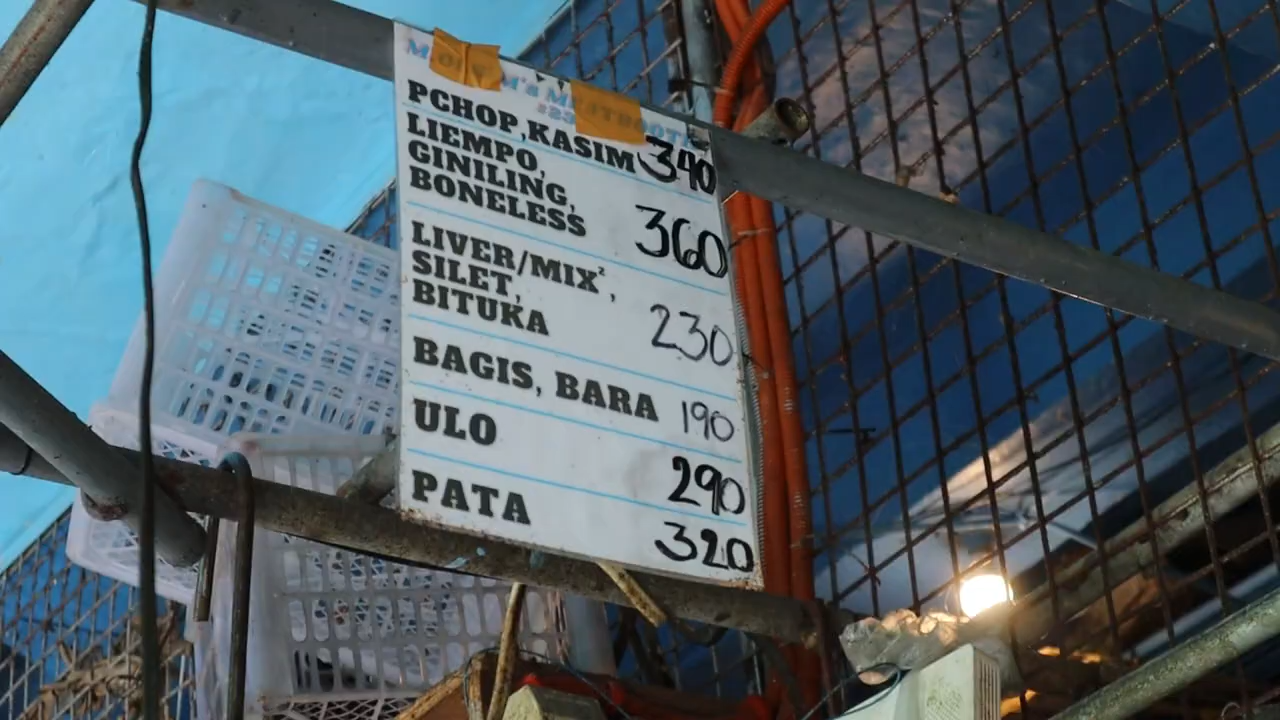 PCHOP,KASIM 340
LIEMPO,
GINILING,
BONELESS 360
LIVER/MIX²,
SILET,
BITUKA 230
BAGIS, BARA 190
ULO 290
PATA 320